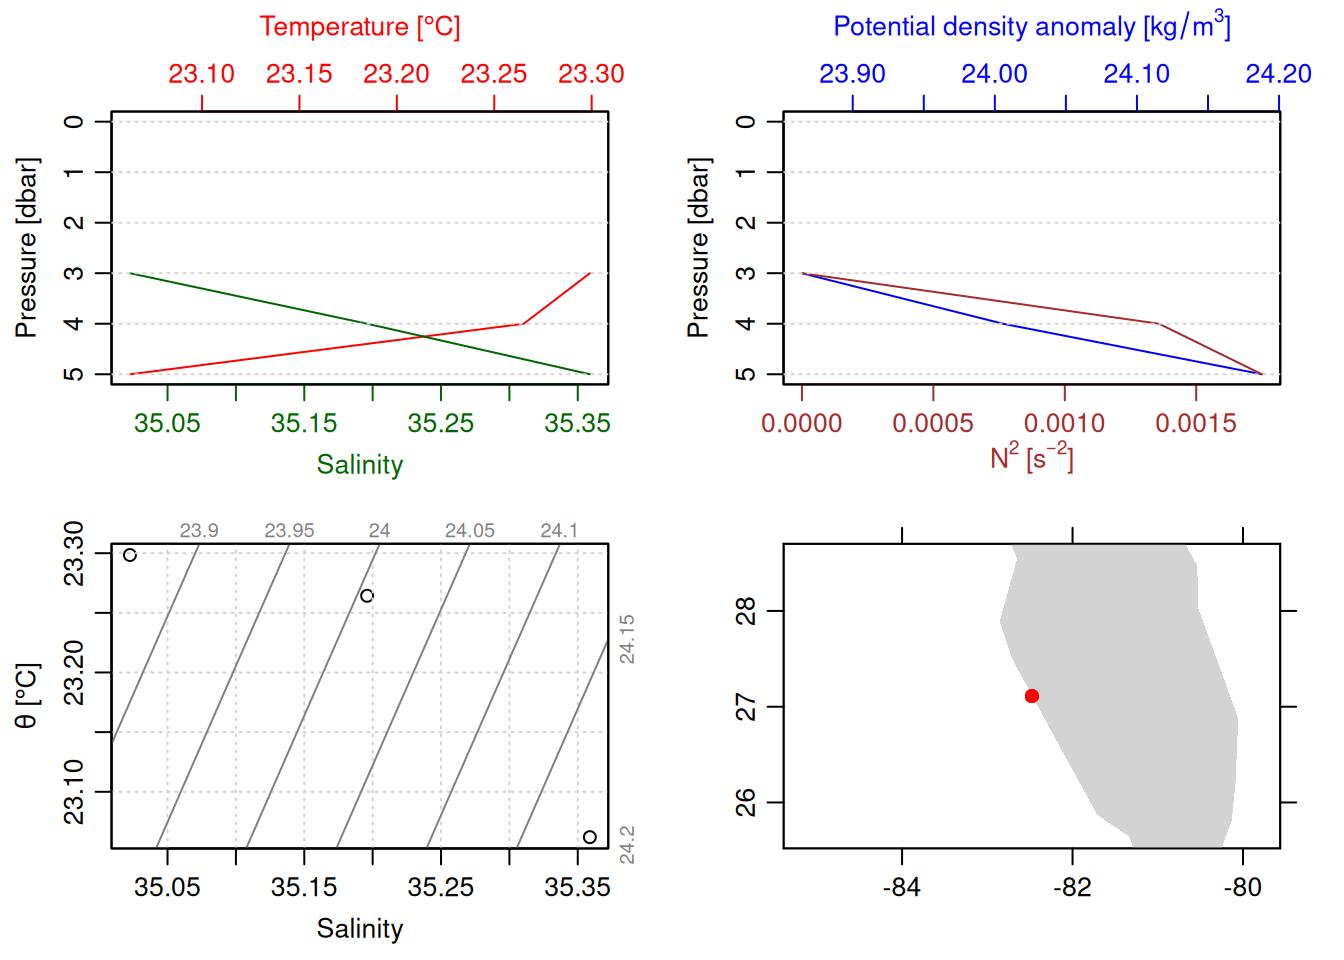 Temperature [°C]
23.10 23.15 23.20 23.25 23.30
Pressure [dbar]
0
1
2
3
4
5
35.05 35.15 35.25 35.35
Salinity
Potential density anomaly [kg/m³]
23.90 24.00 24.10 24.20
Pressure [dbar]
0
1
2
3
4
5
0.0000 0.0005 0.0010 0.0015
N² [s⁻²]
23.9 23.95 24 24.05 24.1
24.15
24.2
θ [°C]
23.30
23.20
23.10
35.05 35.15 35.25 35.35
Salinity
28
27
26
-84 -82 -80